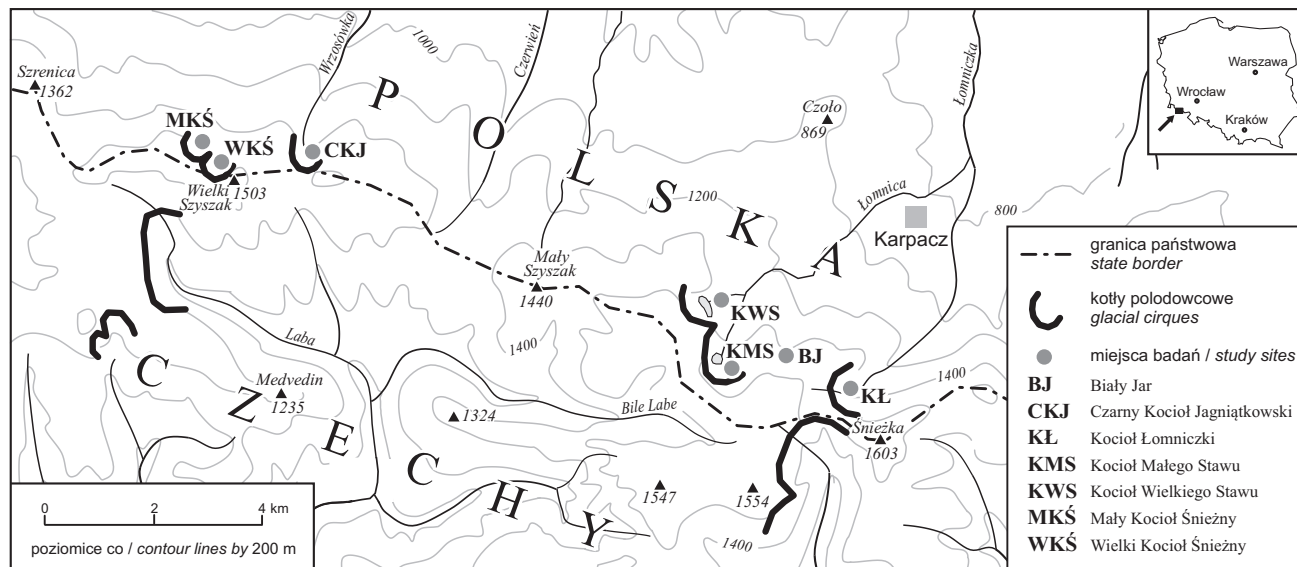 Szrenica
1362
Wrzosówka
1000
Czerwień
Łomniczka
Czoło
869
MKŚ
WKŚ
CKJ
Wielki
Szyszak
1503
POLSKA
1200
Łomnica
Karpacz
800
Mały
Szyszak
1440
KWS
KMS
BJ
KŁ
1400
1400
Laba
Medvedin
1235
1324
Bile Labe
Śnieżka
1603
CZECHY
1547
1554
1400
0 2 4 km
poziomice co / contour lines by 200 m
Warszawa
Wrocław
Kraków
granica państwowa
state border
kotły polodowcowe
glacial cirques
miejsca badań / study sites
BJ Biały Jar
CKJ Czarny Kocioł Jagniątkowski
KŁ Kocioł Łomniczki
KMS Kocioł Małego Stawu
KWS Kocioł Wielkiego Stawu
MKŚ Mały Kocioł Śnieżny
WKŚ Wielki Kocioł Śnieżny